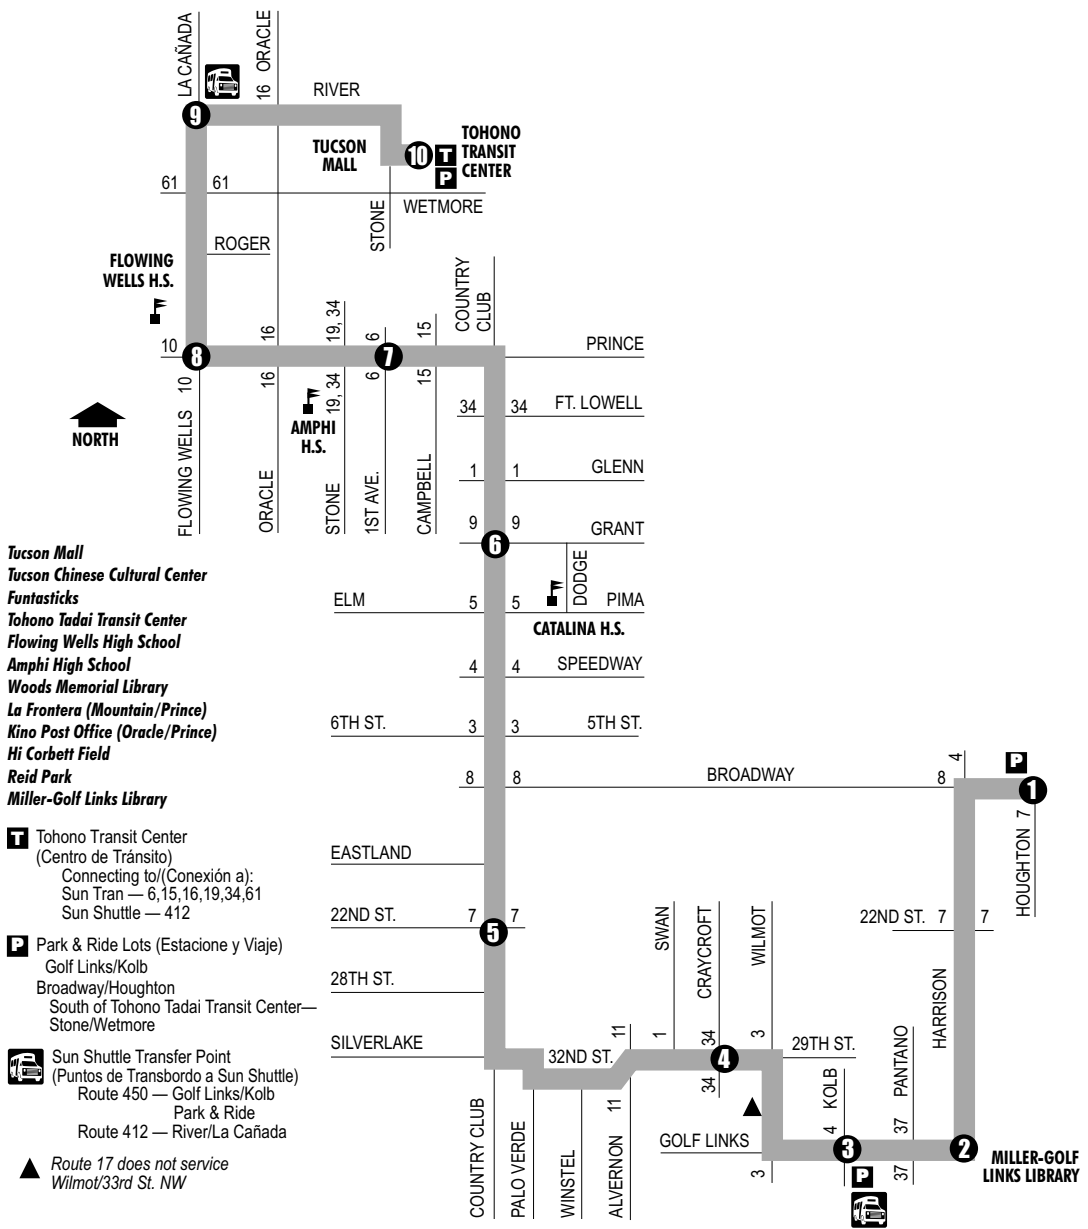 LA CAÑADA
16 ORACLE
RIVER
9
TUCSON
MALL
10
T
P
TOHONO
TRANSIT
CENTER
61
61
WETMORE
STONE
ROGER
FLOWING
WELLS H.S.
COUNTRY
CLUB
10
8
16
19, 34
6
7
15
PRINCE
10
16
19, 34
6
15
34
34
FT. LOWELL
NORTH
AMPHI
H.S.
FLOWING WELLS
ORACLE
STONE
1ST AVE.
CAMPBELL
1
1
GLENN
9
9
GRANT
6
DODGE
ELM
5
5
PIMA
CATALINA H.S.
4
4
SPEEDWAY
6TH ST.
3
3
5TH ST.
8
8
BROADWAY
8
4
P
1
HOUGHTON 7
EASTLAND
22ND ST.
7
7
5
22ND ST.
7
7
28TH ST.
SWAN
CRAYCROFT
WILMOT
HARRISON
SILVERLAKE
32ND ST.
11
1
34
3
4
29TH ST.
34
11
KOLB
4
PANTANO
37
GOLF LINKS
3
3
37
2
P
MILLER-GOLF
LINKS LIBRARY
COUNTRY CLUB
PALO VERDE
WINSTEL
ALVERNON
Tucson Mall
Tucson Chinese Cultural Center
Funtasticks
Tohono Tadai Transit Center
Flowing Wells High School
Amphi High School
Woods Memorial Library
La Frontera (Mountain/Prince)
Kino Post Office (Oracle/Prince)
Hi Corbett Field
Reid Park
Miller-Golf Links Library
T Tohono Transit Center
(Centro de Tránsito)
Connecting to/(Conexión a):
Sun Tran — 6,15,16,19,34,61
Sun Shuttle — 412
P Park & Ride Lots (Estacione y Viaje)
Golf Links/Kolb
Broadway/Houghton
South of Tohono Tadai Transit Center—
Stone/Wetmore
Sun Shuttle Transfer Point
(Puntos de Transbordo a Sun Shuttle)
Route 450 — Golf Links/Kolb
Park & Ride
Route 412 — River/La Cañada
Route 17 does not service
Wilmot/33rd St. NW